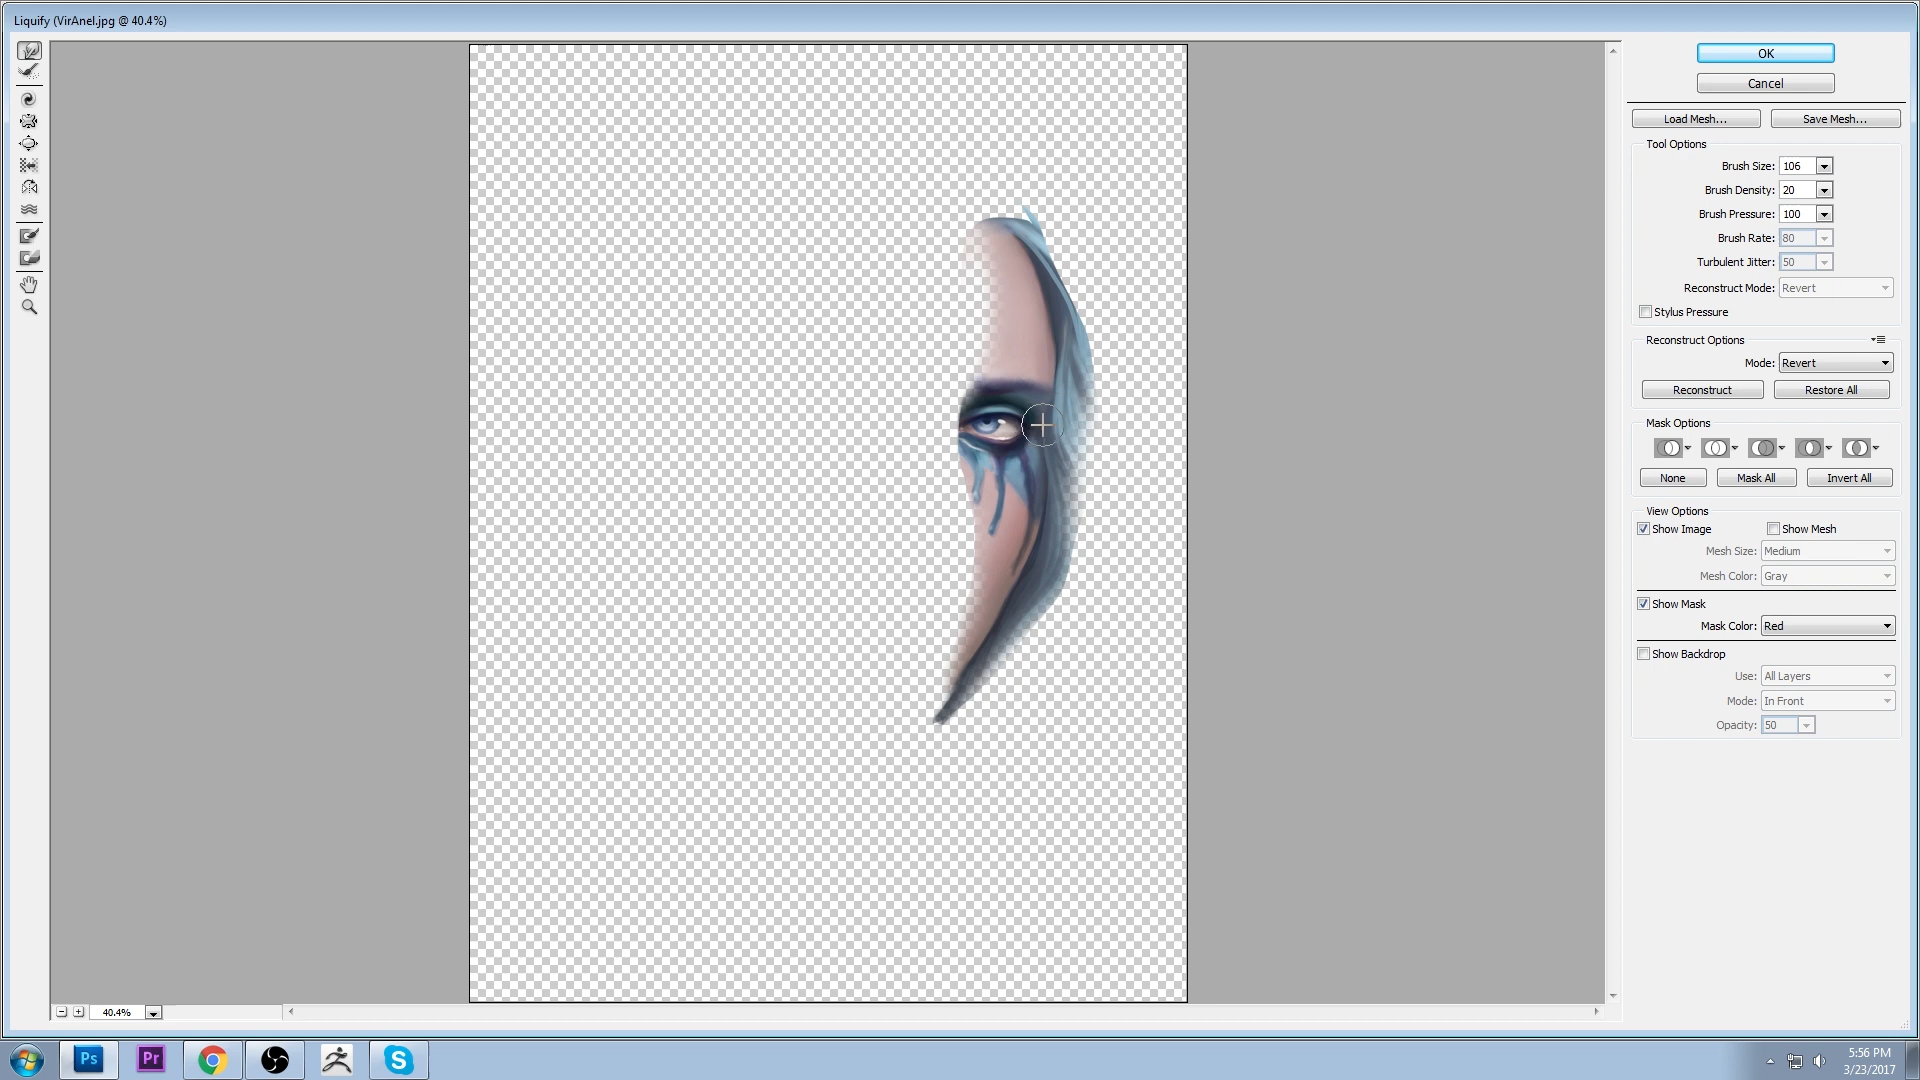 Liquify (VirAnel.jpg @ 40.4%)
OK
Cancel
Load Mesh... Save Mesh...
Tool Options
Brush Size: 106
Brush Density: 20
Brush Pressure: 100
Brush Rate: 80
Turbulent Jitter: 50
Reconstruct Mode: Revert
Stylus Pressure
Reconstruct Options
Mode: Revert
Reconstruct Restore All
Mask Options
None Mask All Invert All
View Options
Show Image Show Mesh
Mesh Size: Medium
Mesh Color: Gray
Show Mask
Mask Color: Red
Show Backdrop
Use: All Layers
Mode: In Front
Opacity: 50
40.4%
Ps Pr S
5:56 PM
3/23/2017